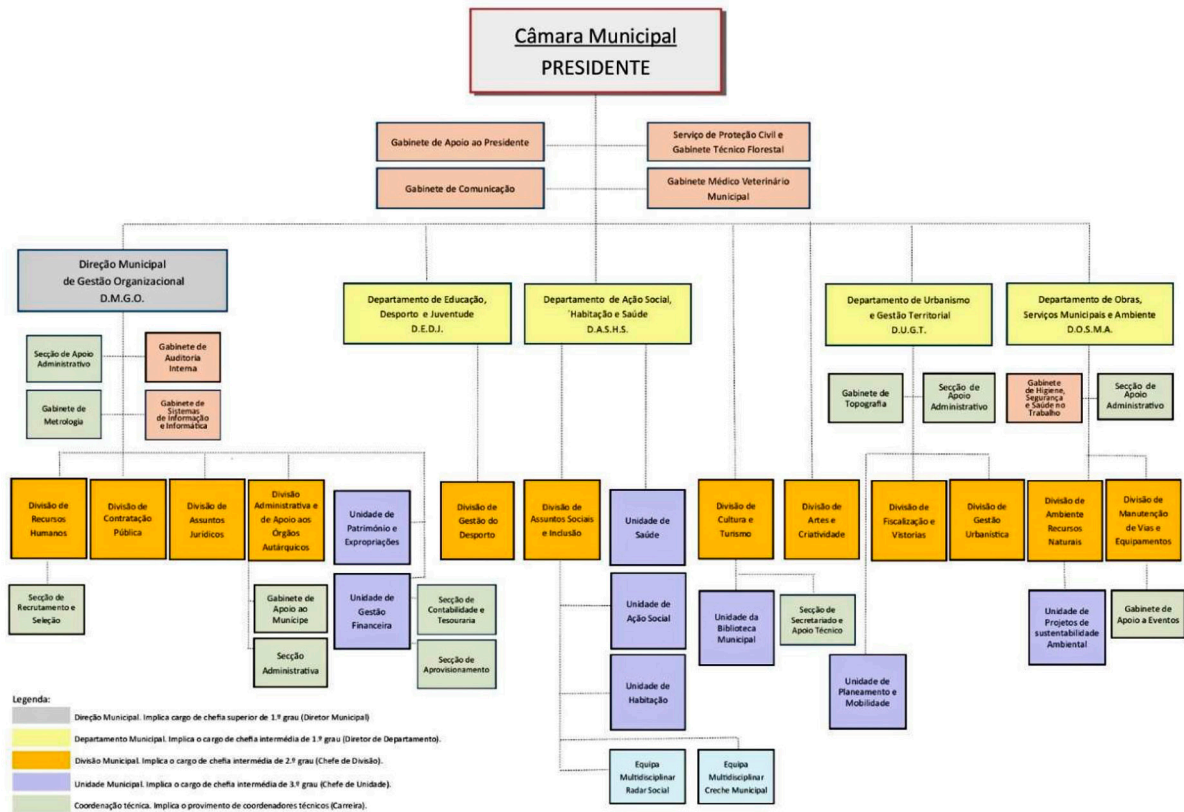 Câmara Municipal
PRESIDENTE
Gabinete de Apoio ao Presidente
Serviço de Proteção Civil e
Gabinete Técnico Florestal
Gabinete de Comunicação
Gabinete Médico Veterinário
Municipal
Direção Municipal
de Gestão Organizacional
D.M.G.O.
Departamento de Educação,
Desporto e Juventude
D.E.D.J.
Departamento de Ação Social,
´Habitação e Saúde
D.A.S.H.S.
Departamento de Urbanismo
e Gestão Territorial
D.U.G.T.
Departamento de Obras,
Serviços Municipais e Ambiente
D.O.S.M.A.
Secção de Apoio
Administrativo
Gabinete de
Auditoria
Interna
Gabinete de
Metrologia
Gabinete de
Sistemas
de Informação
e Informática
Gabinete de
Topografia
Secção de
Apoio
Administrativo
Gabinete
de Higiene,
Segurança
e Saúde no
Trabalho
Secção de
Apoio
Administrativo
Divisão de
Recursos
Humanos
Divisão de
Contratação
Pública
Divisão de
Assuntos
Jurídicos
Divisão
Administrativa e
de Apoio aos
Órgãos
Autárquicos
Unidade de
Património e
Expropriações
Divisão de
Gestão do
Desporto
Divisão de
Assuntos Sociais
e Inclusão
Unidade de
Saúde
Divisão de
Cultura e
Turismo
Divisão de
Artes e
Criatividade
Divisão de
Fiscalização e
Vistorias
Divisão de
Gestão
Urbanística
Divisão de
Ambiente
Recursos
Naturais
Divisão de
Manutenção
de Vias e
Equipamentos
Secção de
Recrutamento e
Seleção
Gabinete de
Apoio ao
Munícipe
Unidade de
Gestão
Financeira
Secção de
Contabilidade e
Tesouraria
Unidade de
Ação Social
Unidade da
Biblioteca
Municipal
Secção de
Secretariado e
Apoio Técnico
Unidade de
Projetos de
sustentabilidade
Ambiental
Gabinete de
Apoio a Eventos
Secção
Administrativa
Secção de
Aprovisionamento
Unidade de
Habitação
Unidade de
Planeamento e
Mobilidade
Equipa
Multidisciplinar
Radar Social
Equipa
Multidisciplinar
Creche Municipal
Legenda:
Direção Municipal. Implica cargo de chefia superior de 1.º grau (Diretor Municipal)
Departamento Municipal. Implica o cargo de chefia intermédia de 1.º grau (Diretor de Departamento).
Divisão Municipal. Implica o cargo de chefia intermédia de 2.º grau (Chefe de Divisão).
Unidade Municipal. Implica o cargo de chefia intermédia de 3.º grau (Chefe de Unidade).
Coordenação técnica. Implica o provimento de coordenadores técnicos (Carreira).